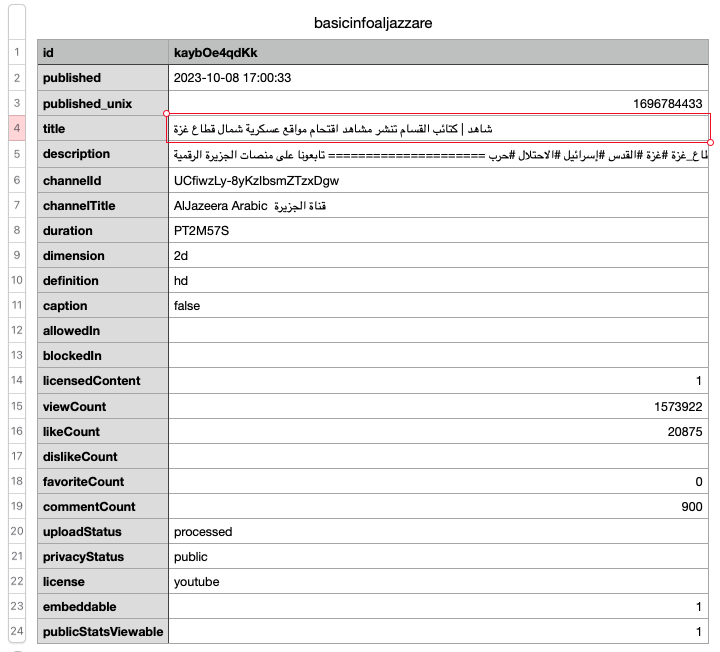 basicinfoaljazzare
1 id kaybOe4qdKk
2 published 2023-10-08 17:00:33
3 published_unix 1696784433
4 title شاهد | كتائب القسام تنشر مشاهد اقتحام مواقع عسكرية شمال قطاع غزة
5 description طاع_غزة #غزة #القدس #إسرائيل #الاحتلال #حرب ===================== تابعونا على منصات الجزيرة الرقمية
6 channelId UCfiwzLy-8yKzIbsmZTzxDgw
7 channelTitle AlJazeera Arabic قناة الجزيرة
8 duration PT2M57S
9 dimension 2d
10 definition hd
11 caption false
12 allowedIn
13 blockedIn
14 licensedContent 1
15 viewCount 1573922
16 likeCount 20875
17 dislikeCount
18 favoriteCount 0
19 commentCount 900
20 uploadStatus processed
21 privacyStatus public
22 license youtube
23 embeddable 1
24 publicStatsViewable 1